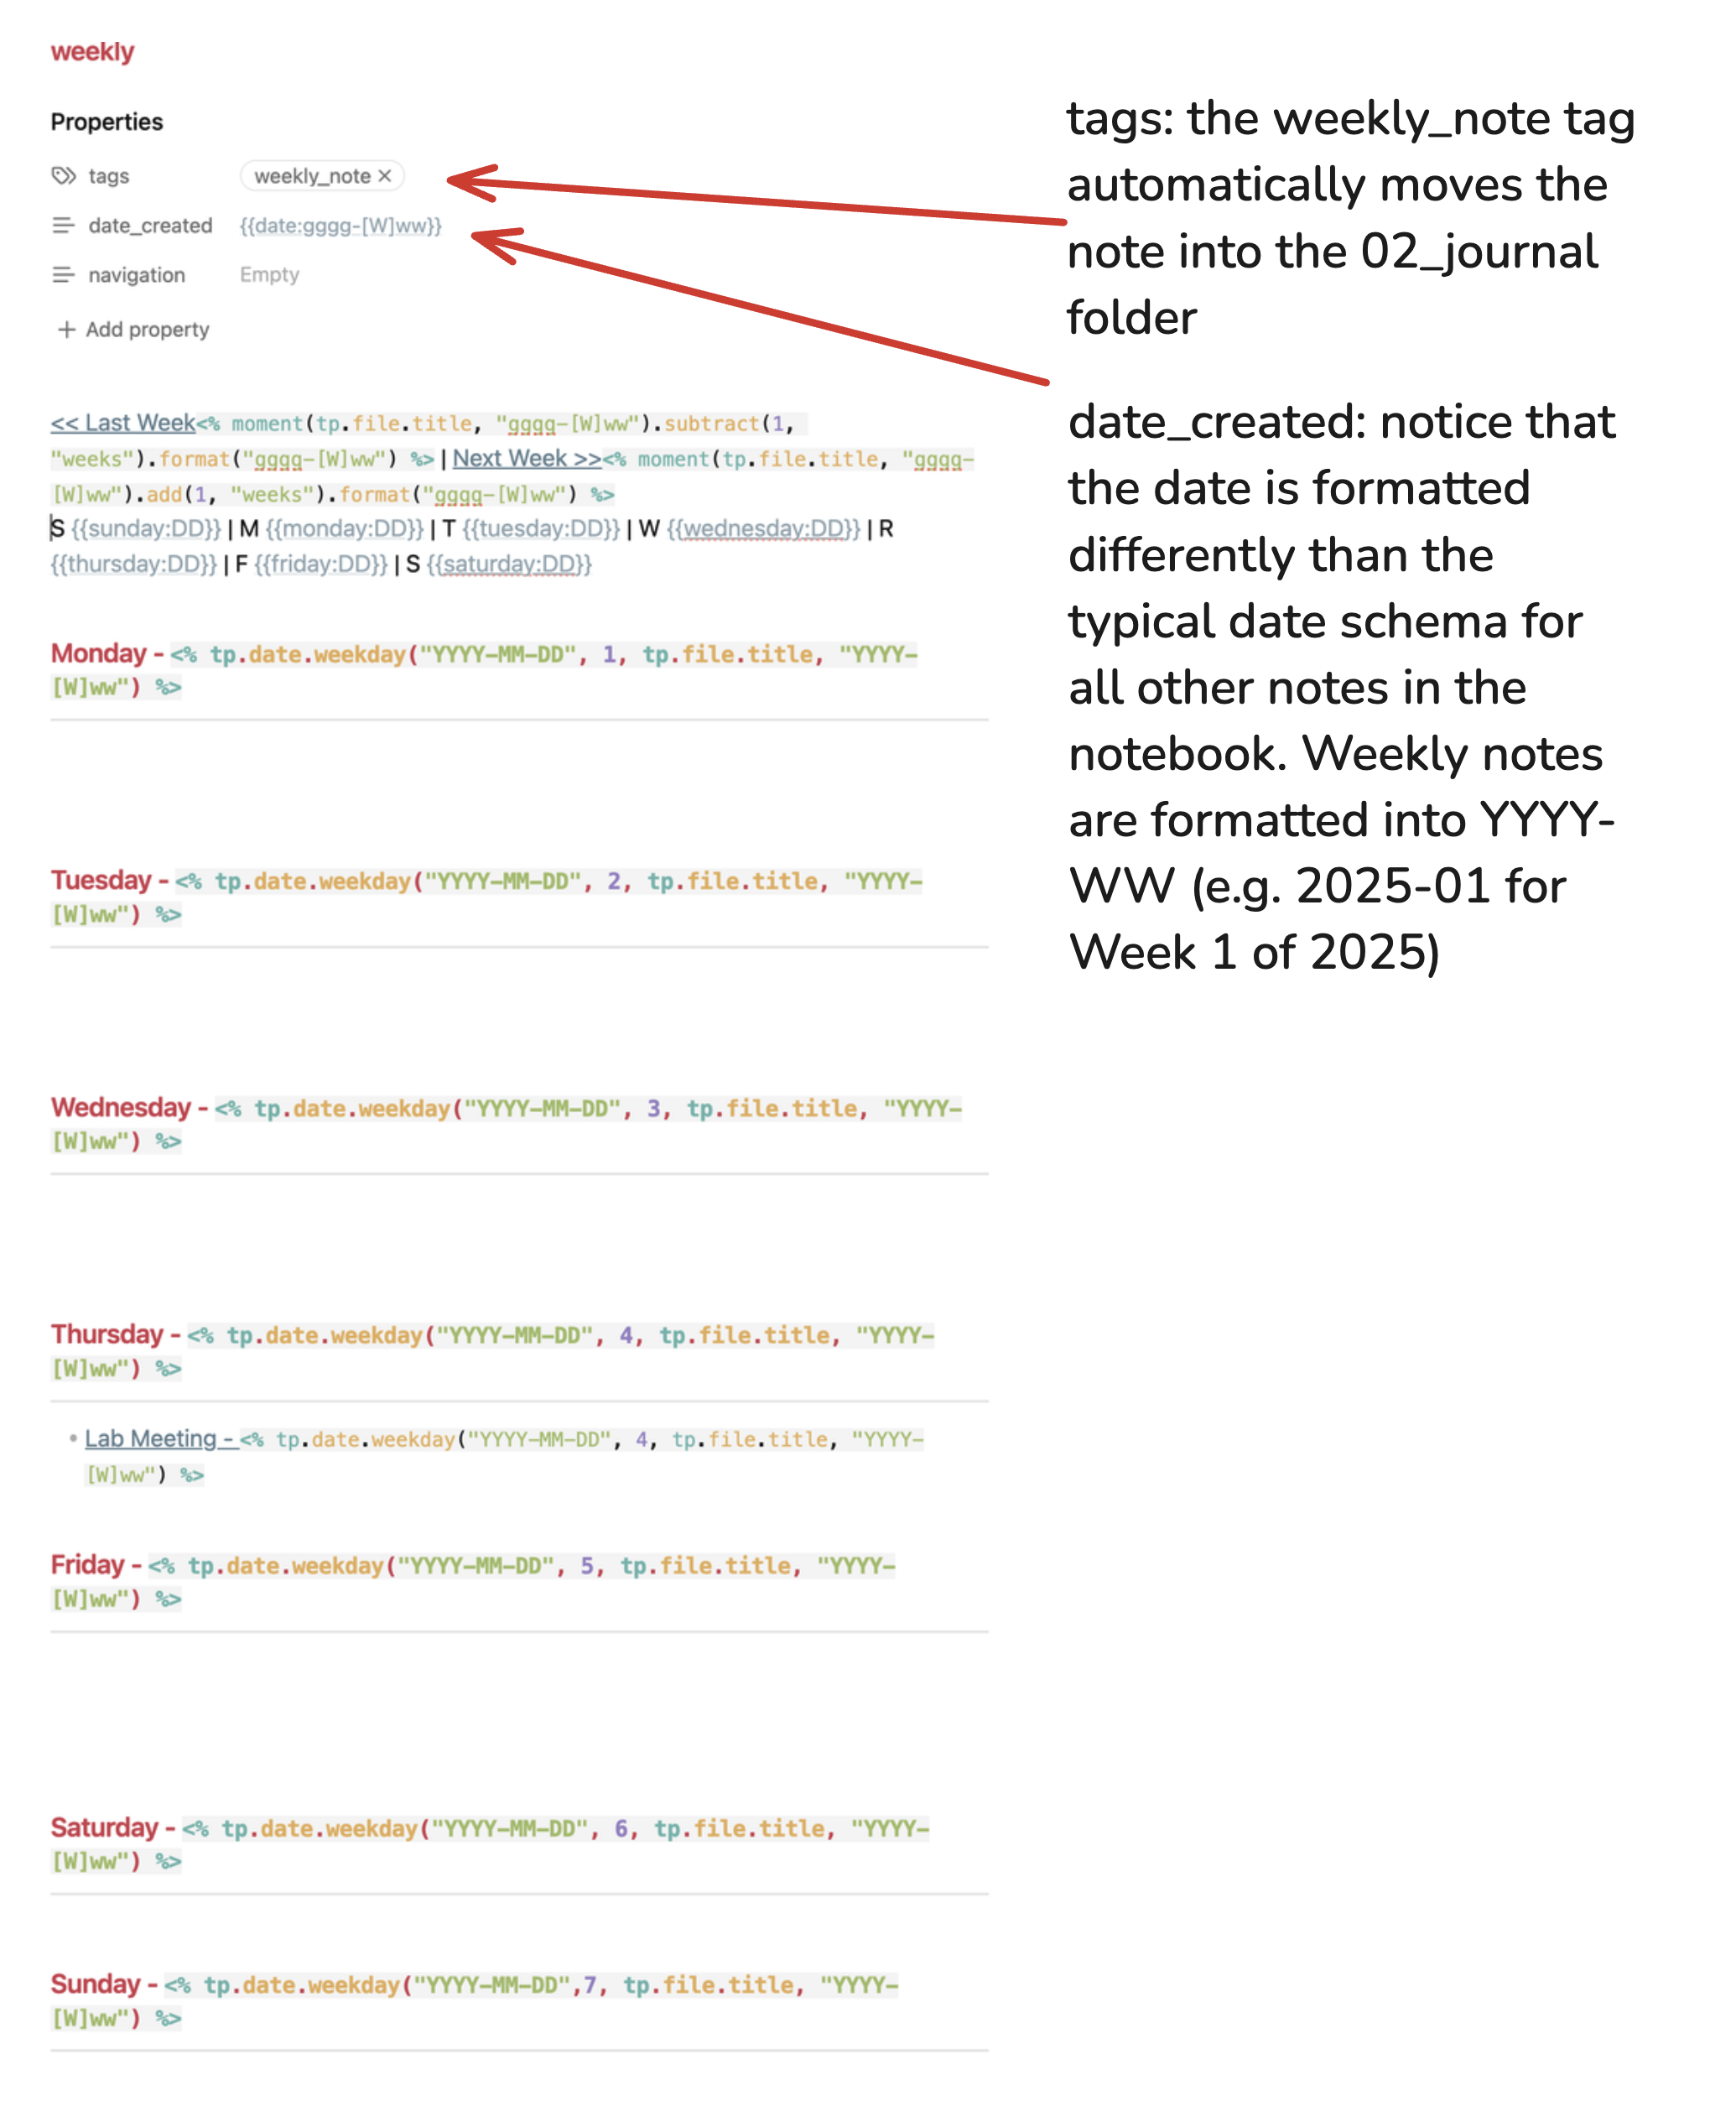 weekly
Properties
tags
weekly_note ×
date_created
{{date:gggg-[W]ww}}
navigation
Empty
+ Add property
<< Last Week<% moment(tp.file.title, "gggg-[W]ww").subtract(1,
"weeks").format("gggg-[W]ww") %> | Next Week >><% moment(tp.file.title, "gggg-
[W]ww").add(1, "weeks").format("gggg-[W]ww") %>
S {{sunday:DD}} | M {{monday:DD}} | T {{tuesday:DD}} | W {{wednesday:DD}} | R
{{thursday:DD}} | F {{friday:DD}} | S {{saturday:DD}}
Monday - <% tp.date.weekday("YYYY-MM-DD", 1, tp.file.title, "YYYY-
[W]ww") %>
Tuesday - <% tp.date.weekday("YYYY-MM-DD", 2, tp.file.title, "YYYY-
[W]ww") %>
Wednesday - <% tp.date.weekday("YYYY-MM-DD", 3, tp.file.title, "YYYY-
[W]ww") %>
Thursday - <% tp.date.weekday("YYYY-MM-DD", 4, tp.file.title, "YYYY-
[W]ww") %>
• Lab Meeting - <% tp.date.weekday("YYYY-MM-DD", 4, tp.file.title, "YYYY-
[W]ww") %>
Friday - <% tp.date.weekday("YYYY-MM-DD", 5, tp.file.title, "YYYY-
[W]ww") %>
Saturday - <% tp.date.weekday("YYYY-MM-DD", 6, tp.file.title, "YYYY-
[W]ww") %>
Sunday - <% tp.date.weekday("YYYY-MM-DD",7, tp.file.title, "YYYY-
[W]ww") %>
tags: the weekly_note tag
automatically moves the
note into the 02_journal
folder
date_created: notice that
the date is formatted
differently than the
typical date schema for
all other notes in the
notebook. Weekly notes
are formatted into YYYY-
WW (e.g. 2025-01 for
Week 1 of 2025)